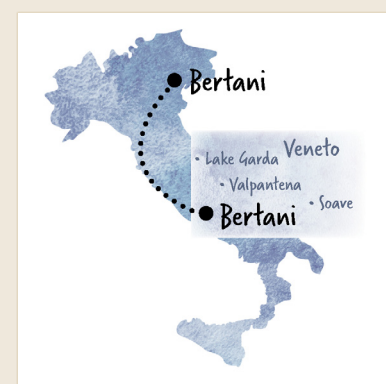 Bertani
Veneto
• Lake Garda
• Valpantena
• Soave
Bertani